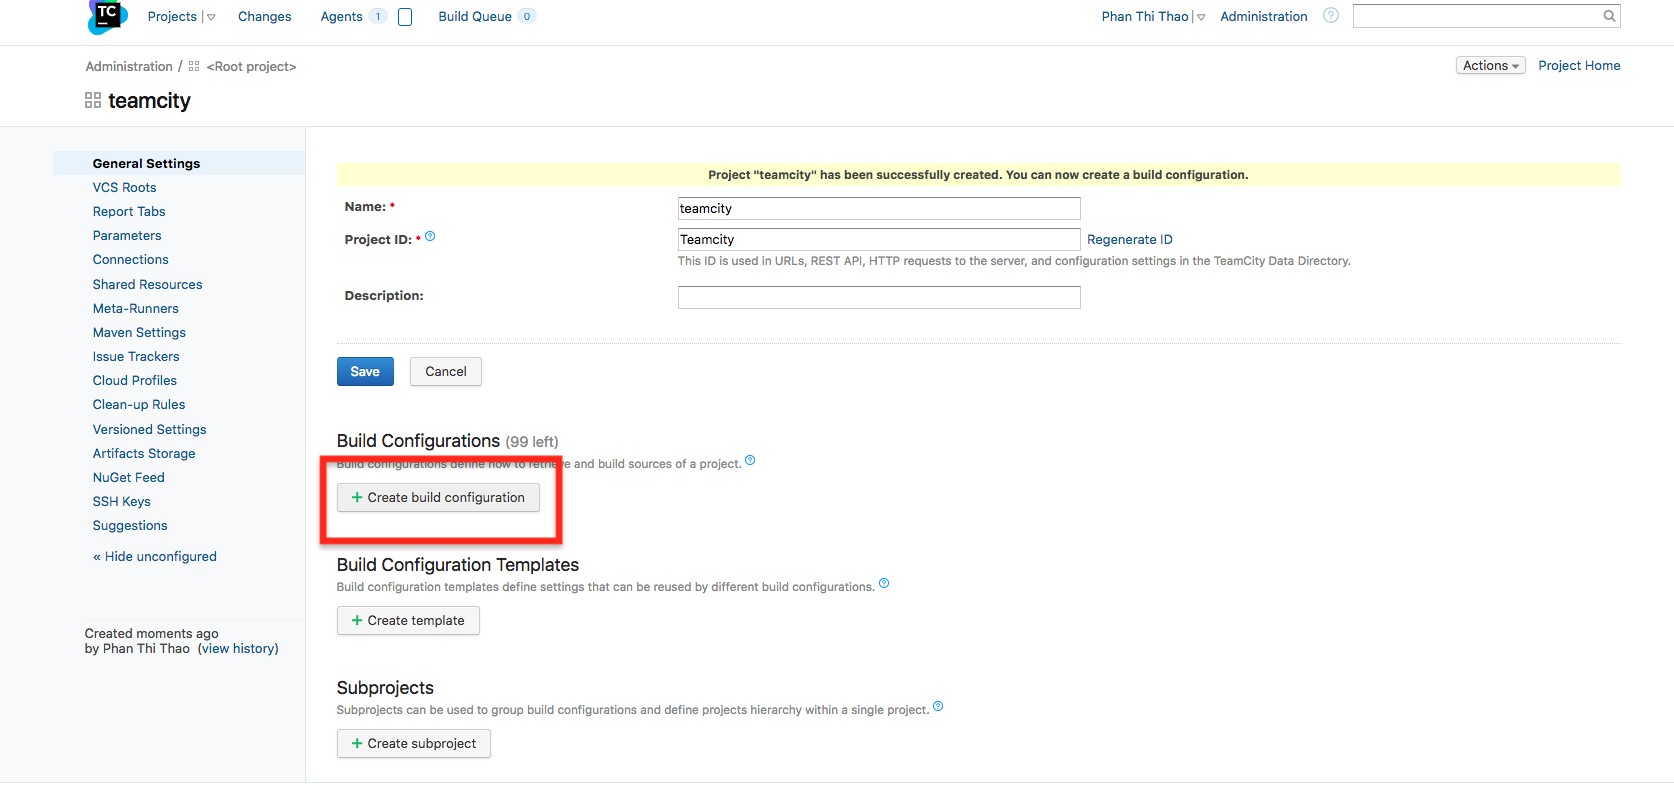 TC
Projects
Changes
Agents 1
Build Queue 0
Phan Thi Thao
Administration
Administration / <Root project>
Actions
Project Home
teamcity
General Settings
VCS Roots
Report Tabs
Parameters
Connections
Shared Resources
Meta-Runners
Maven Settings
Issue Trackers
Cloud Profiles
Clean-up Rules
Versioned Settings
Artifacts Storage
NuGet Feed
SSH Keys
Suggestions
« Hide unconfigured
Created moments ago
by Phan Thi Thao (view history)
Project "teamcity" has been successfully created. You can now create a build configuration.
Name: * teamcity
Project ID: * ? Teamcity Regenerate ID
This ID is used in URLs, REST API, HTTP requests to the server, and configuration settings in the TeamCity Data Directory.
Description:
Save Cancel
Build Configurations (99 left)
Build configurations define how to retrieve and build sources of a project. ?
+ Create build configuration
Build Configuration Templates
Build configuration templates define settings that can be reused by different build configurations. ?
+ Create template
Subprojects
Subprojects can be used to group build configurations and define projects hierarchy within a single project. ?
+ Create subproject